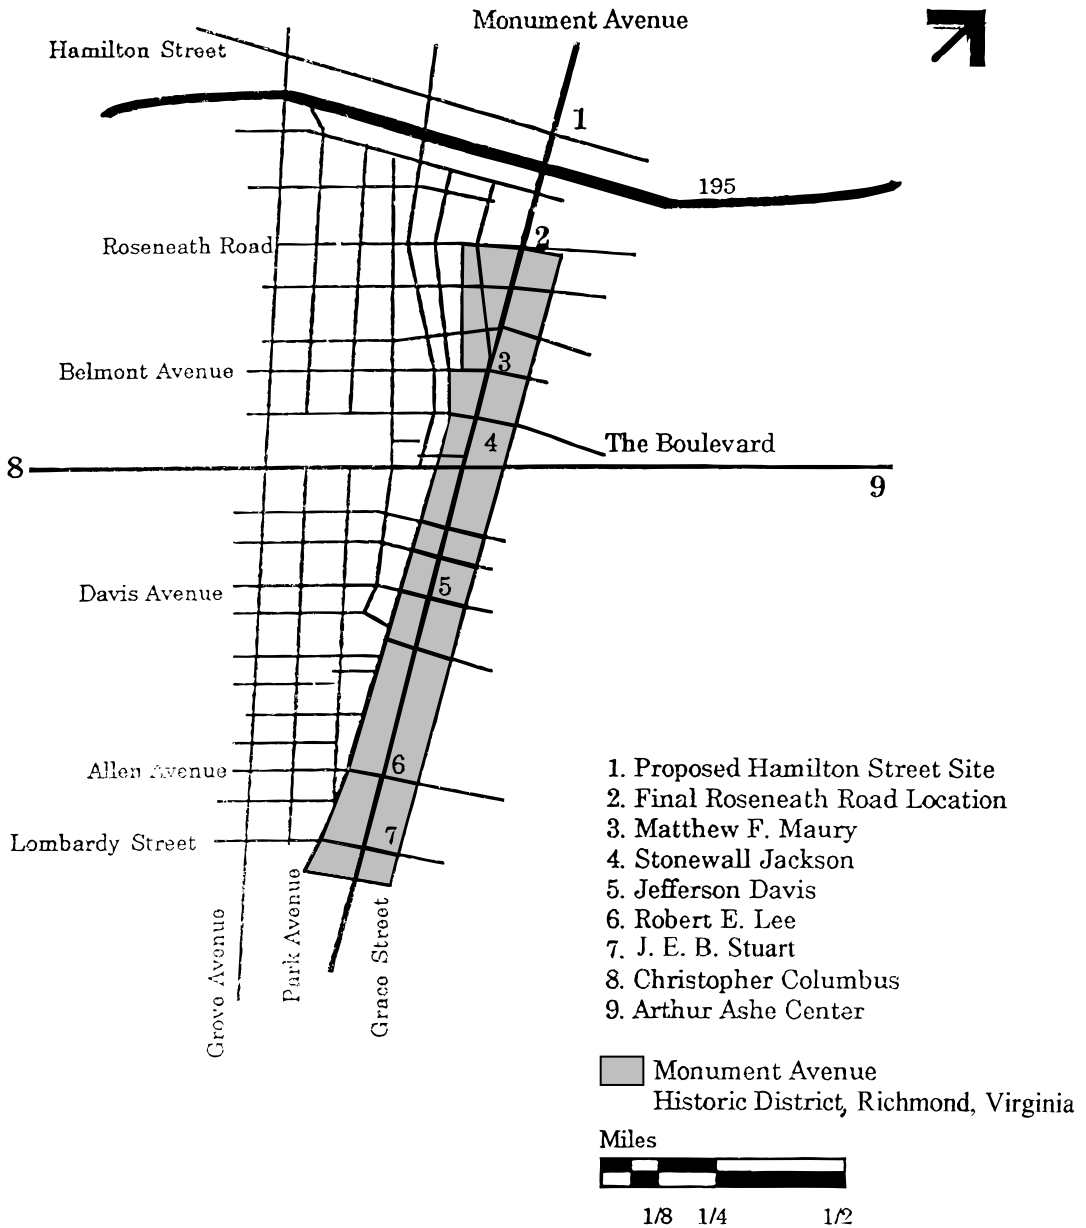 Monument Avenue
Hamilton Street
1
195
2
Roseneath Road
3
Belmont Avenue
4
The Boulevard
8
9
5
Davis Avenue
6
Allen Avenue
7
Lombardy Street
Grove Avenue
Park Avenue
Grace Street
1. Proposed Hamilton Street Site
2. Final Roseneath Road Location
3. Matthew F. Maury
4. Stonewall Jackson
5. Jefferson Davis
6. Robert E. Lee
7. J. E. B. Stuart
8. Christopher Columbus
9. Arthur Ashe Center
Monument Avenue
Historic District, Richmond, Virginia
Miles
1/8 1/4 1/2